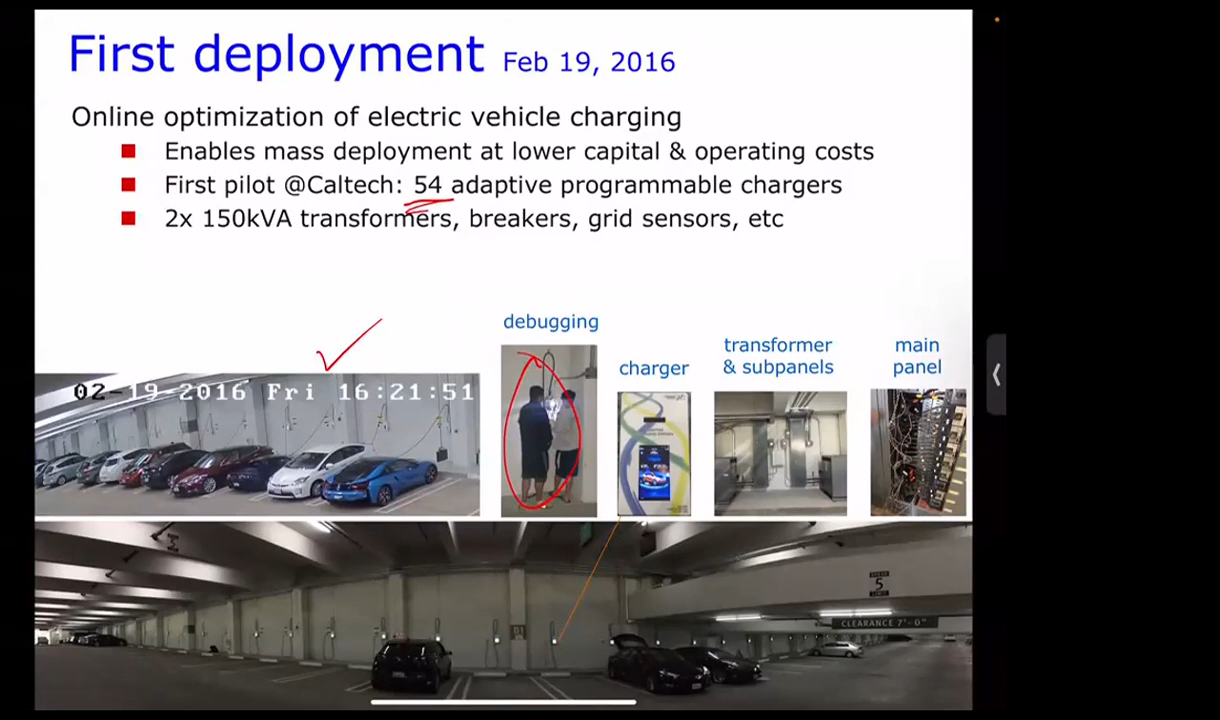 First deployment Feb 19, 2016
Online optimization of electric vehicle charging
Enables mass deployment at lower capital & operating costs
First pilot @Caltech: 54 adaptive programmable chargers
2x 150kVA transformers, breakers, grid sensors, etc
debugging
charger
transformer
& subpanels
main
panel
02-19-2016 Fri 16:21:51
5
CLEARANCE 7'-0"